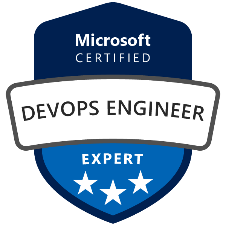 Microsoft
CERTIFIED
DEVOPS ENGINEER
EXPERT